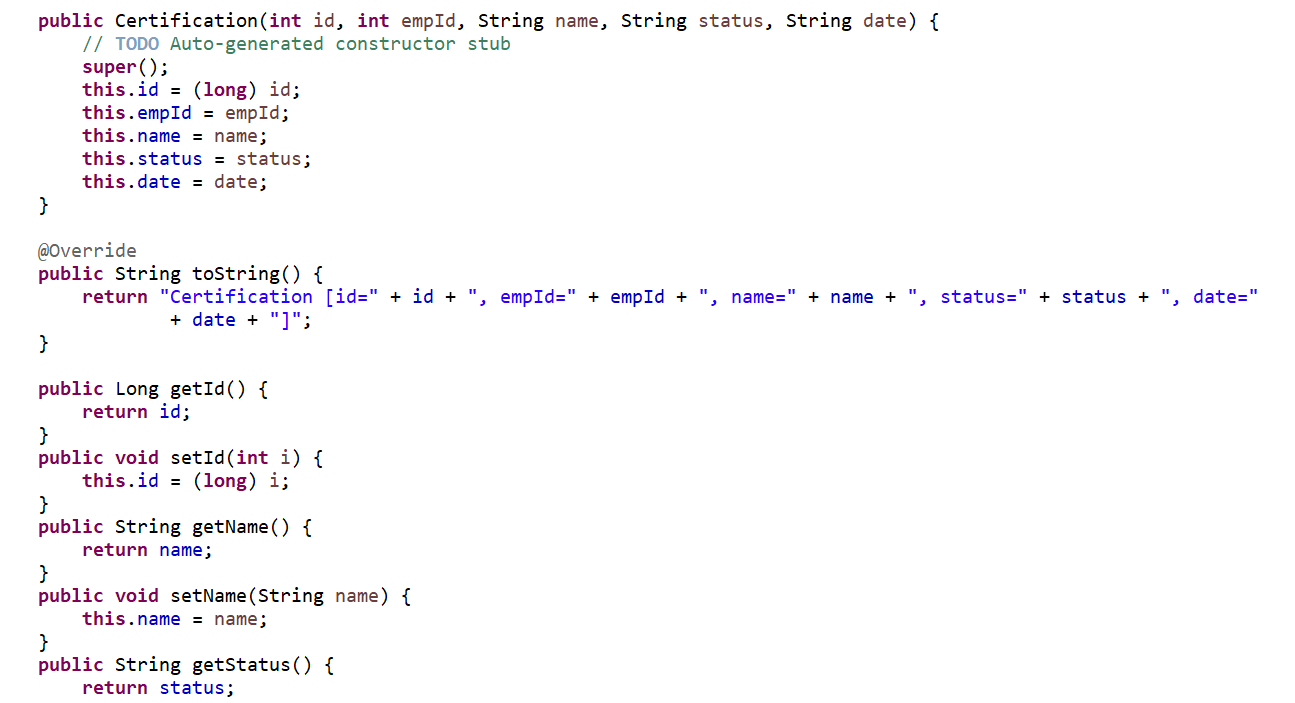 public Certification(int id, int empId, String name, String status, String date) {
// TODO Auto-generated constructor stub
super();
this.id = (long) id;
this.empId = empId;
this.name = name;
this.status = status;
this.date = date;
}
@Override
public String toString() {
return "Certification [id=" + id + ", empId=" + empId + ", name=" + name + ", status=" + status + ", date="
+ date + "]";
}
public Long getId() {
return id;
}
public void setId(int i) {
this.id = (long) i;
}
public String getName() {
return name;
}
public void setName(String name) {
this.name = name;
}
public String getStatus() {
return status;